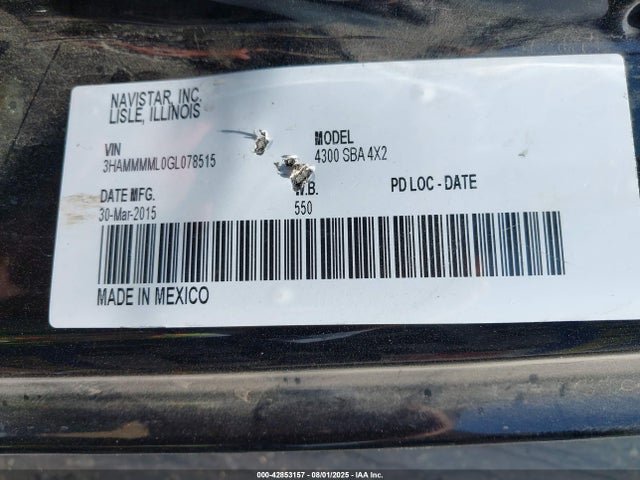 NAVISTAR, INC.
LISLE, ILLINOIS
VIN
3HAMMMML0GL078515
MODEL
4300 SBA 4X2
DATE MFG.
30-Mar-2015
W.B.
550
PD LOC - DATE
MADE IN MEXICO
000-42853157 - 08/01/2025 - IAA Inc.